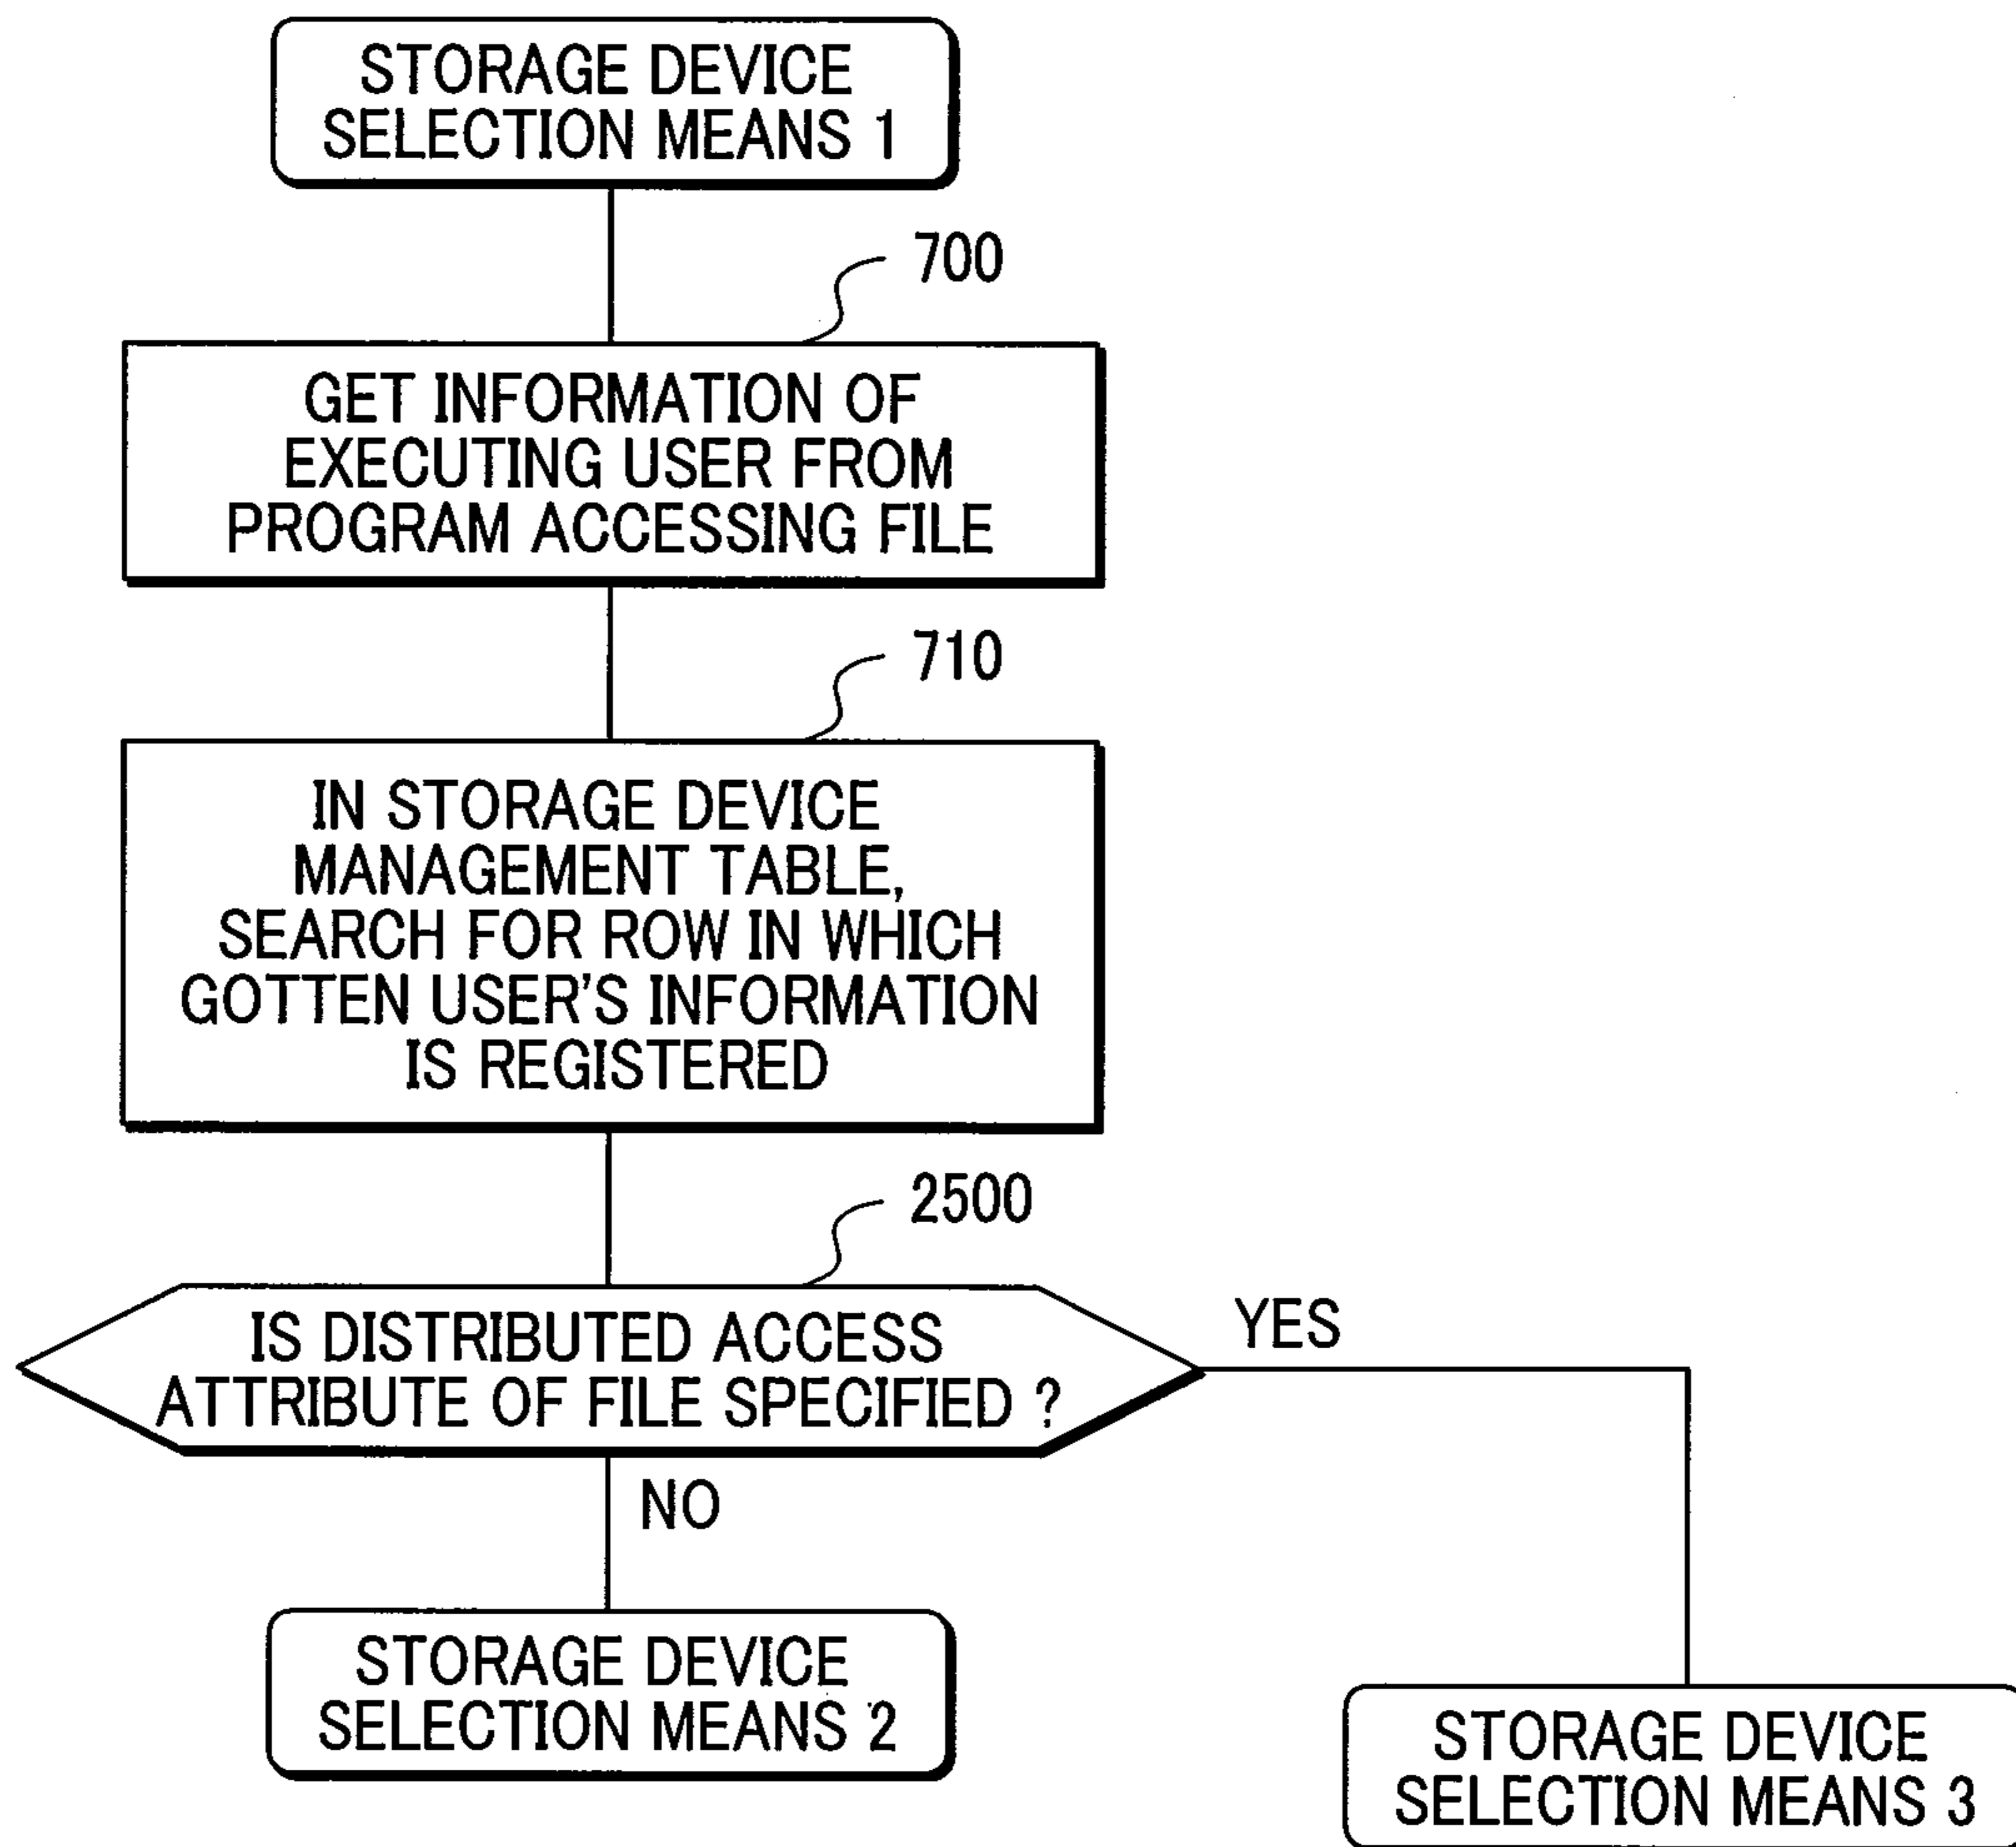 STORAGE DEVICE
SELECTION MEANS 1
700
GET INFORMATION OF
EXECUTING USER FROM
PROGRAM ACCESSING FILE
710
IN STORAGE DEVICE
MANAGEMENT TABLE,
SEARCH FOR ROW IN WHICH
GOTTEN USER'S INFORMATION
IS REGISTERED
2500
IS DISTRIBUTED ACCESS
ATTRIBUTE OF FILE SPECIFIED ?
YES
NO
STORAGE DEVICE
SELECTION MEANS 2
STORAGE DEVICE
SELECTION MEANS 3